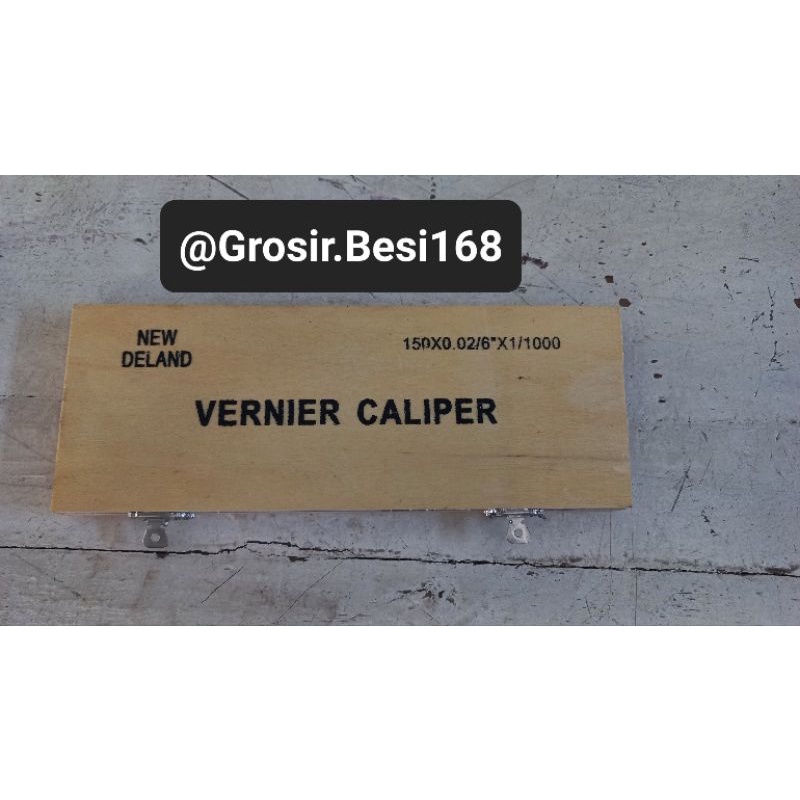 @Grosir.Besi168
NEW
DELAND
150X0.02/6"X1/1000
VERNIER CALIPER